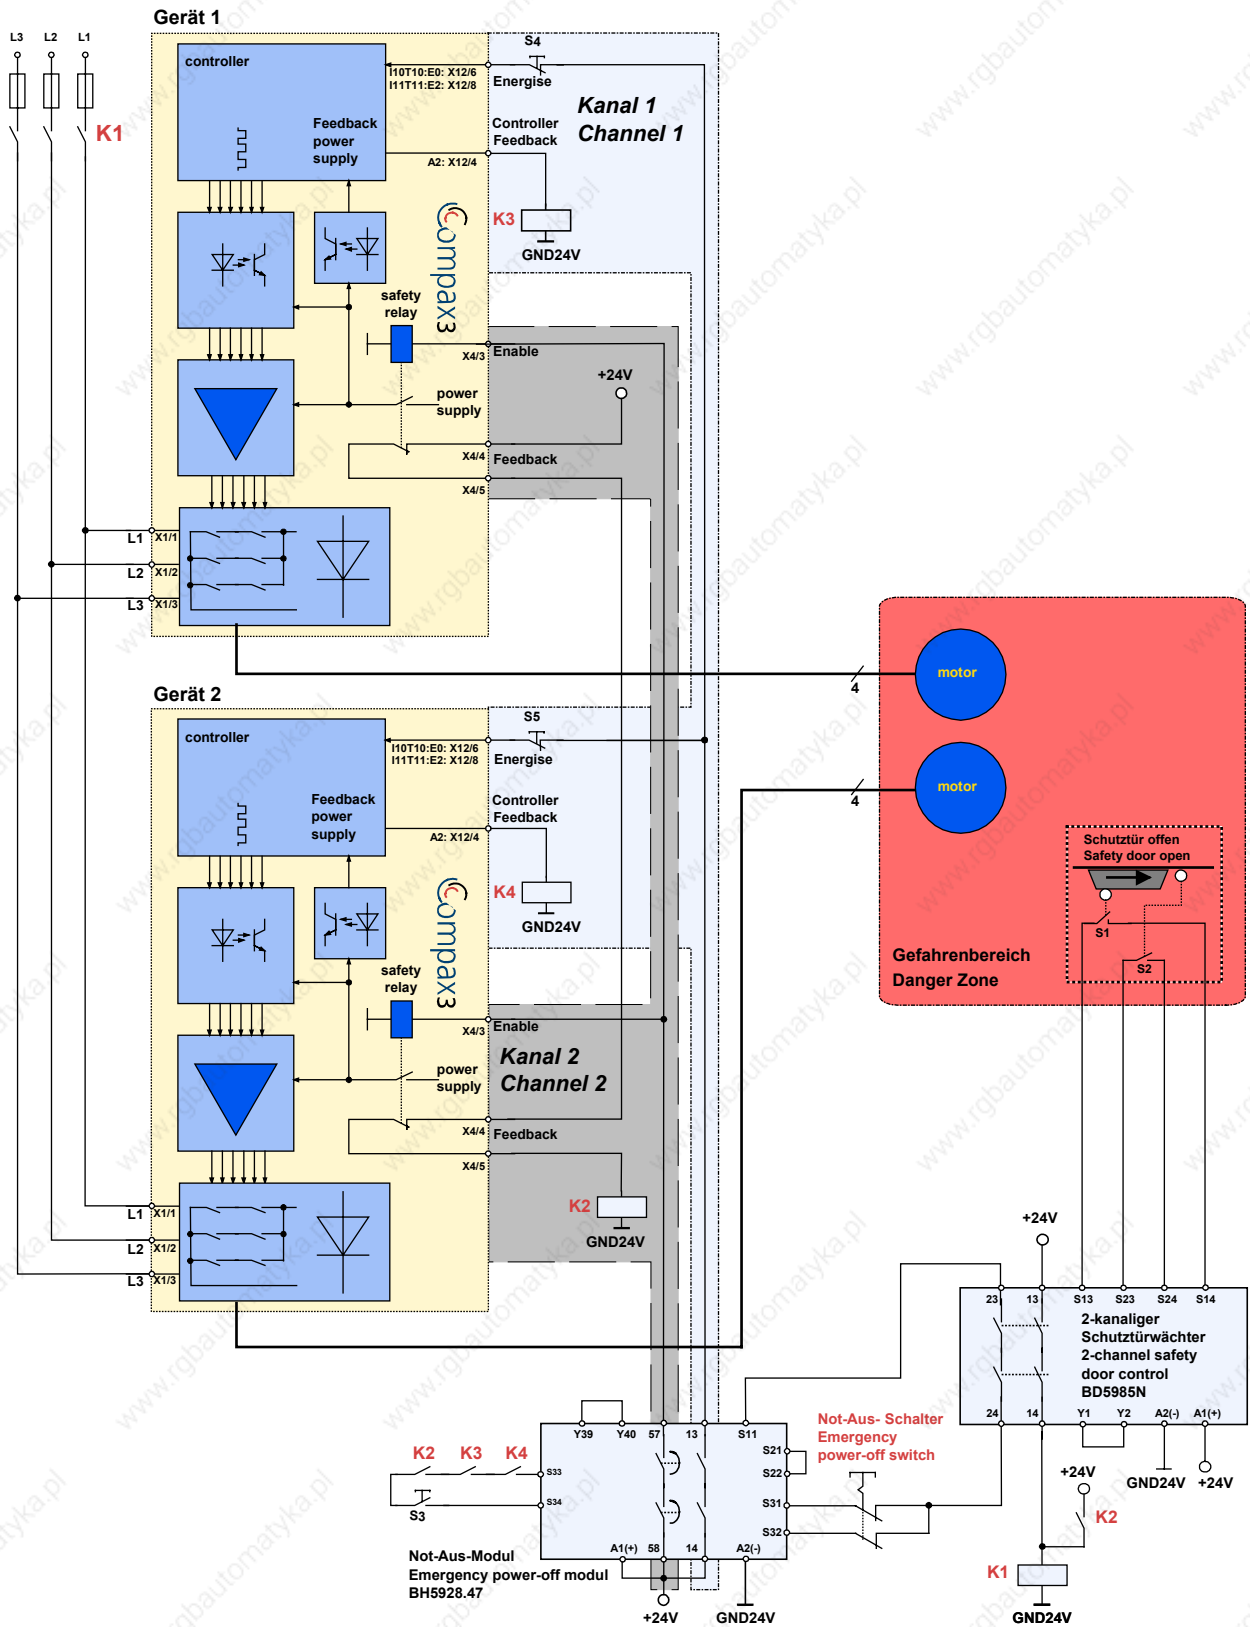 Gerät 1
L3 L2 L1
K1
controller
Feedback
power
supply
I10T10:E0: X12/6
I11T11:E2: X12/8
S4
Energise
Kanal 1
Channel 1
Controller
Feedback
A2: X12/4
K3
GND24V
Compax3
safety
relay
X4/3
Enable
+24V
power
supply
X4/4
Feedback
X4/5
L1 X1/1
L2 X1/2
L3 X1/3
motor
4
Gerät 2
controller
Feedback
power
supply
I10T10:E0: X12/6
I11T11:E2: X12/8
S5
Energise
Controller
Feedback
A2: X12/4
K4
GND24V
Compax3
safety
relay
X4/3
Enable
Kanal 2
Channel 2
power
supply
X4/4
Feedback
X4/5
K2
GND24V
L1 X1/1
L2 X1/2
L3 X1/3
motor
4
Schutztür offen
Safety door open
S1
S2
Gefahrenbereich
Danger Zone
+24V
23 13 S13 S23 S24 S14
2-kanaliger
Schutztürwächter
2-channel safety
door control
BD5985N
24 14 Y1 Y2 A2(-) A1(+)
GND24V
+24V
+24V
K2
K1
GND24V
Not-Aus- Schalter
Emergency
power-off switch
Y39 Y40 57 13 S11
S21
S22
S31
S32
K2 K3 K4
S33
S34
S3
A1(+) 58 14 A2(-)
Not-Aus-Modul
Emergency power-off modul
BH5928.47
+24V
GND24V
www.rgbautomatyka.pl